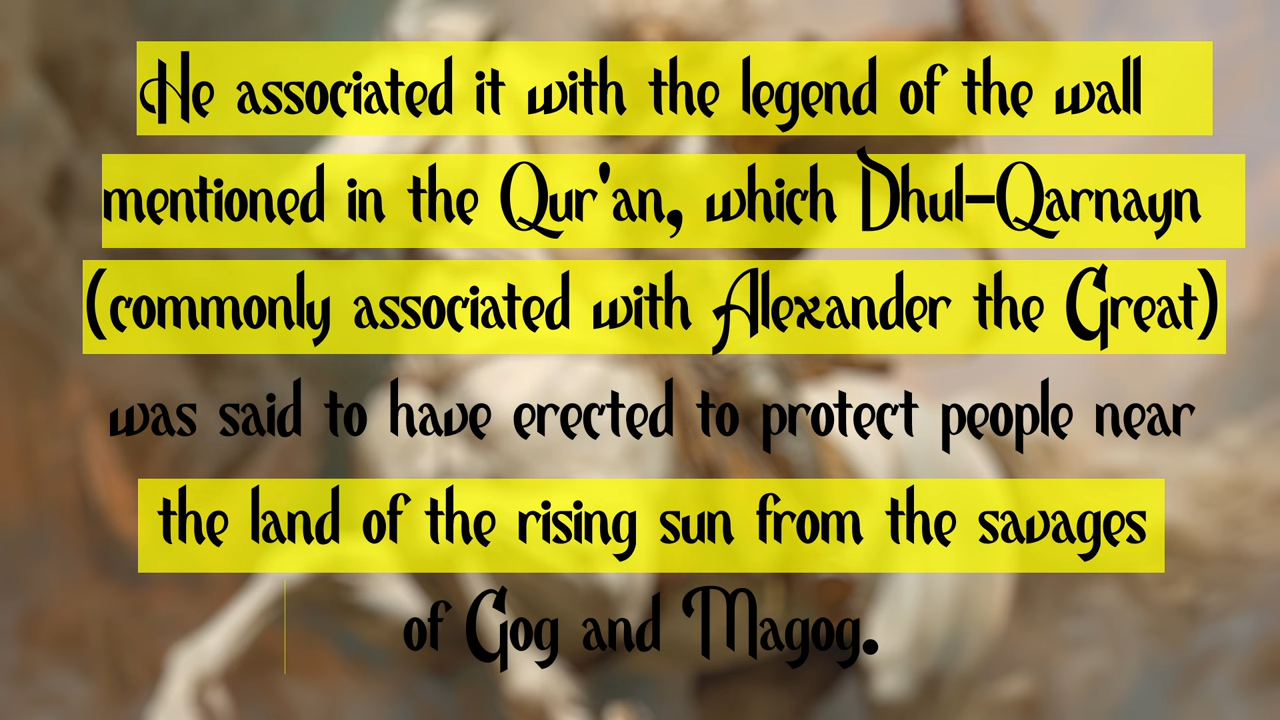 He associated it with the legend of the wall
mentioned in the Qur'an, which Dhul-Qarnayn
(commonly associated with Alexander the Great)
was said to have erected to protect people near
the land of the rising sun from the savages
of Gog and Magog.